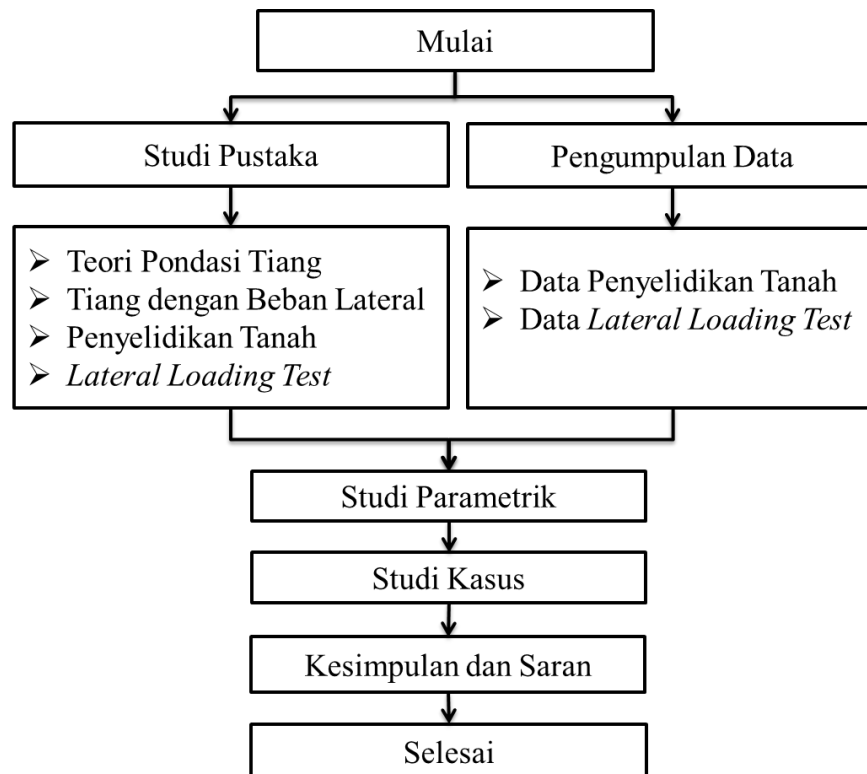 Mulai
Studi Pustaka
Pengumpulan Data
➢ Teori Pondasi Tiang
➢ Tiang dengan Beban Lateral
➢ Penyelidikan Tanah
➢ Lateral Loading Test
➢ Data Penyelidikan Tanah
➢ Data Lateral Loading Test
Studi Parametrik
Studi Kasus
Kesimpulan dan Saran
Selesai